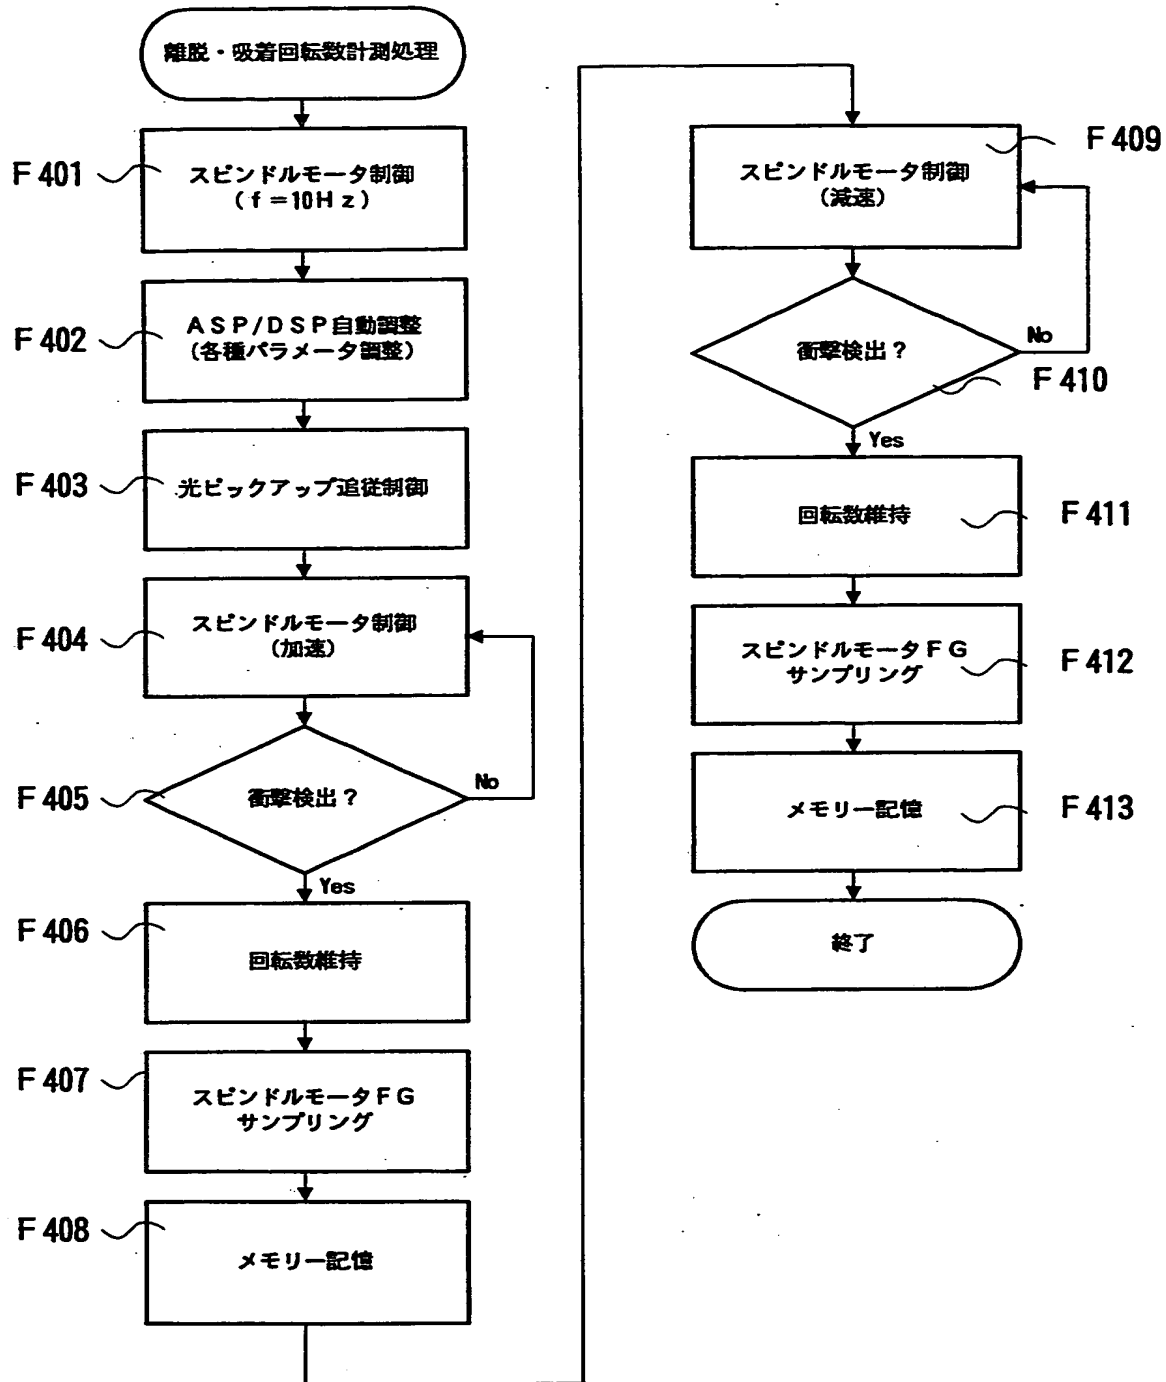 離脱・吸着回転数計測処理
F401
スピンドルモータ制御
(f=10Hz)
F402
ASP/DSP自動調整
(各種パラメータ調整)
F403
光ピックアップ追従制御
F404
スピンドルモータ制御
(加速)
F405
衝撃検出?
No
Yes
F406
回転数維持
F407
スピンドルモータFG
サンプリング
F408
メモリー記憶
F409
スピンドルモータ制御
(減速)
衝撃検出?
No
F410
Yes
回転数維持
F411
スピンドルモータFG
サンプリング
F412
メモリー記憶
F413
終了